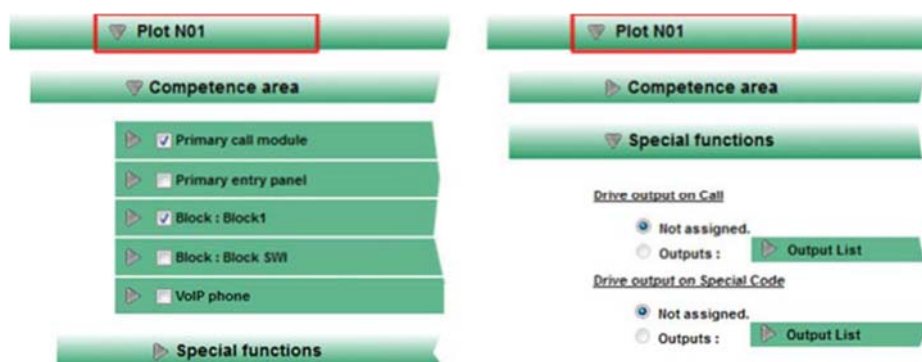 Plot N01
Competence area
Primary call module
Primary entry panel
Block : Block1
Block : Block SWI
VoIP phone
Special functions
Plot N01
Competence area
Special functions
Drive output on Call
Not assigned.
Outputs :
Output List
Drive output on Special Code
Not assigned.
Outputs :
Output List